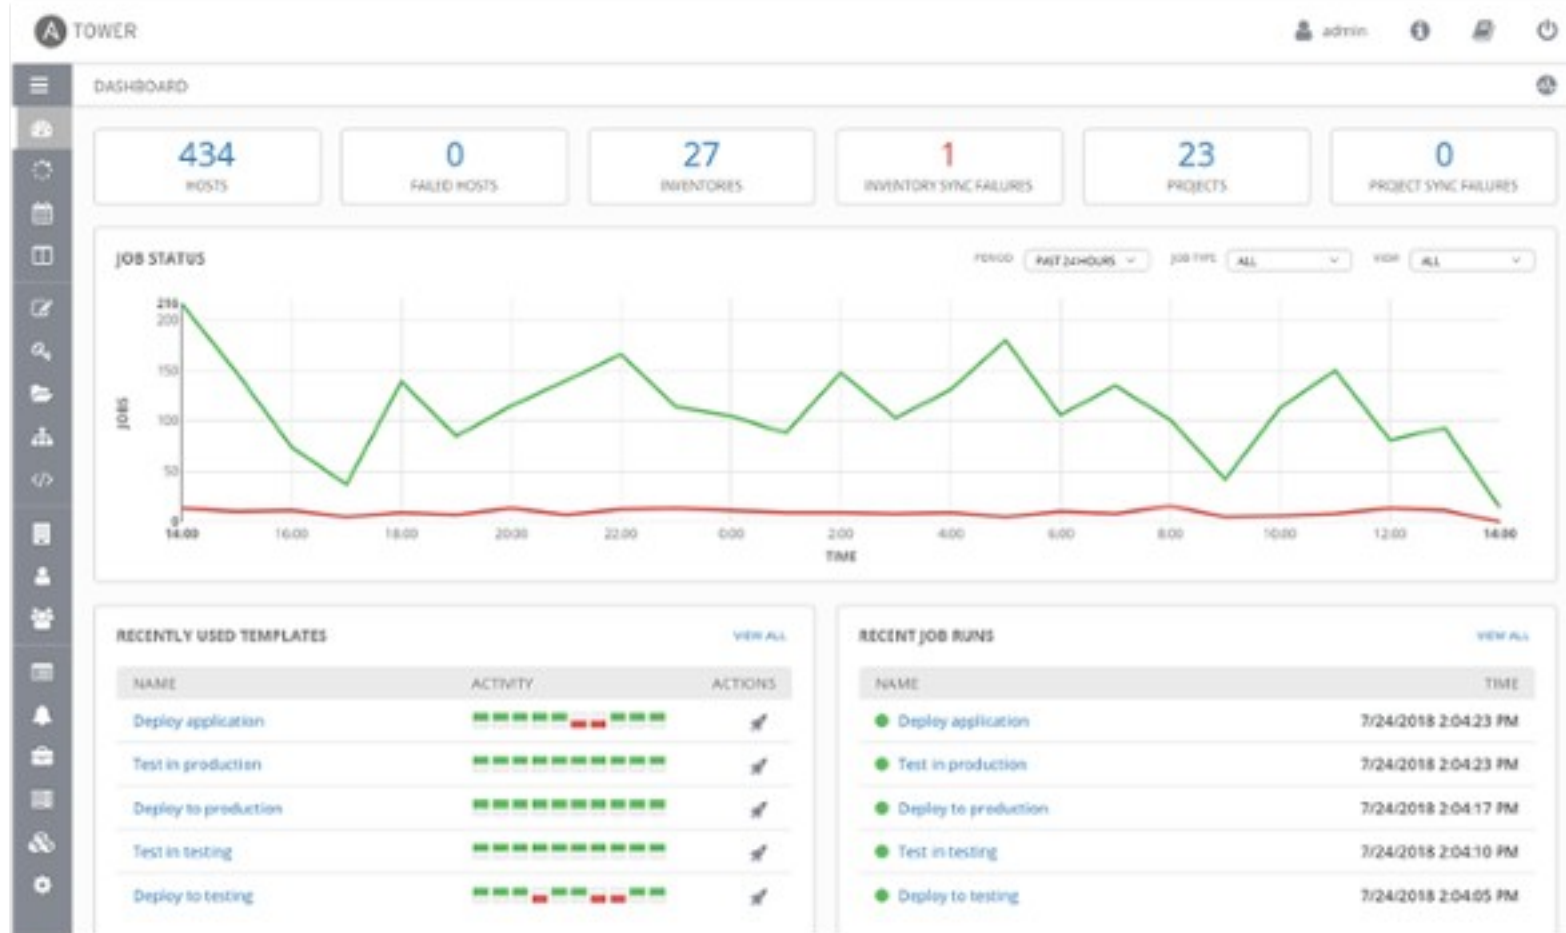 A TOWER
admin
DASHBOARD
434
HOSTS
0
FAILED HOSTS
27
INVENTORIES
1
INVENTORY SYNC FAILURES
23
PROJECTS
0
PROJECT SYNC FAILURES
JOB STATUS
PERIOD PAST 24 HOURS JOB TYPE ALL VIEW ALL
216
200
150
100
50
0
JOBS
14:00 16:00 18:00 20:00 22:00 0:00 2:00 4:00 6:00 8:00 10:00 12:00 14:00
TIME
RECENTLY USED TEMPLATES VIEW ALL
NAME ACTIVITY ACTIONS
Deploy application
Test in production
Deploy to production
Test in testing
Deploy to testing
RECENT JOB RUNS VIEW ALL
NAME TIME
Deploy application 7/24/2018 2:04:23 PM
Test in production 7/24/2018 2:04:23 PM
Deploy to production 7/24/2018 2:04:17 PM
Test in testing 7/24/2018 2:04:10 PM
Deploy to testing 7/24/2018 2:04:05 PM